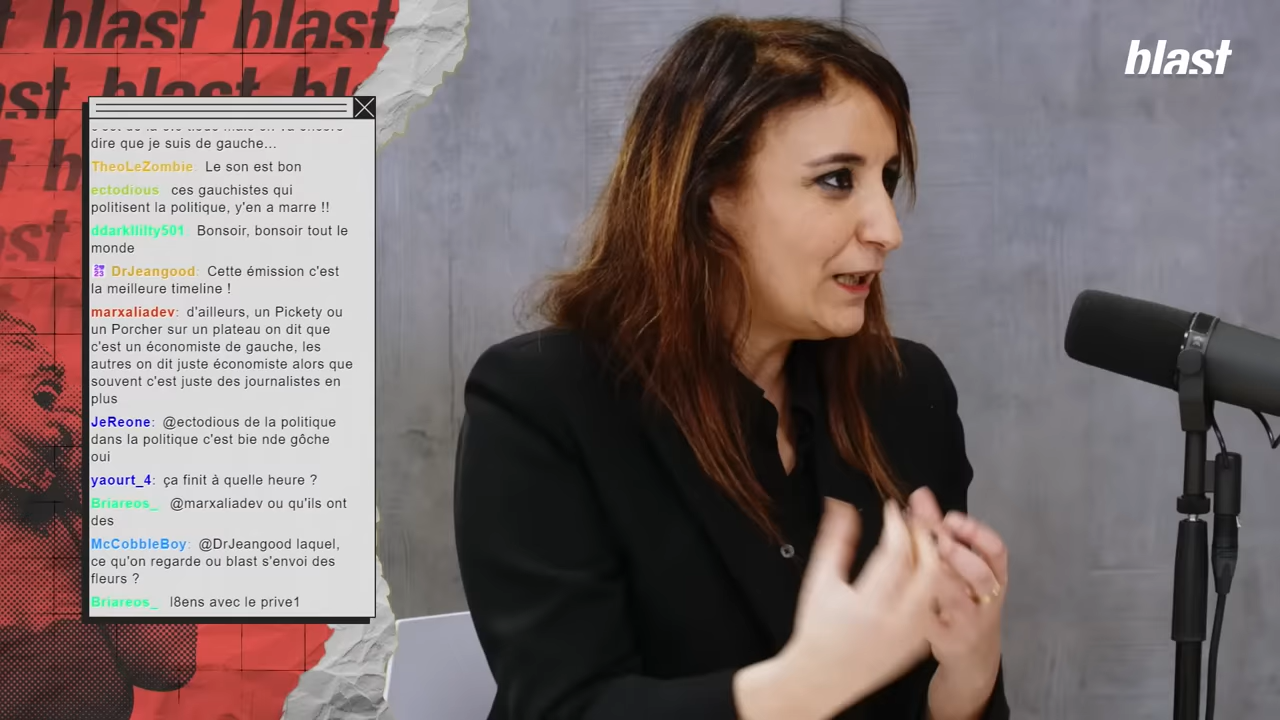 blast blast
blast
blast
dire que je suis de gauche...
TheoLeZombie: Le son est bon
ectodious ces gauchistes qui
politisent la politique, y'en a marre !!
ddarkllilty501 Bonsoir, bonsoir tout le
monde
DrJeangood: Cette émission c'est
la meilleure timeline !
marxaliadev: d'ailleurs, un Pickety ou
un Porcher sur un plateau on dit que
c'est un économiste de gauche, les
autres on dit juste économiste alors que
souvent c'est juste des journalistes en
plus
JeReone: @ectodious de la politique
dans la politique c'est bie nde gôche
oui
yaourt_4: ça finit à quelle heure ?
Briareos_ @marxaliadev ou qu'ils ont
des
McCobbleBoy: @DrJeangood laquel,
ce qu'on regarde ou blast s'envoi des
fleurs ?
Briareos_ l8ens avec le prive1